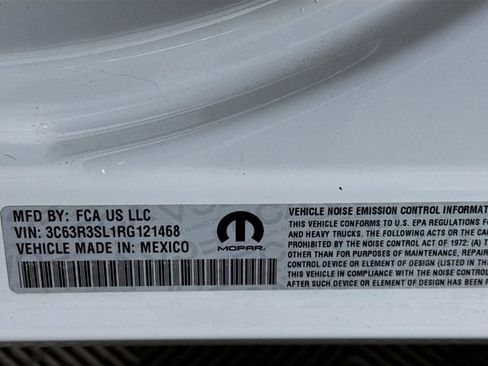 MFD BY: FCA US LLC
VIN: 3C63R3SL1RG121468
VEHICLE MADE IN: MEXICO
MOPAR
VEHICLE NOISE EMISSION CONTROL INFORMAT
THIS VEHICLE CONFORMS TO U.S. EPA REGULATIONS FO
AND HEAVY TRUCKS. THE FOLLOWING ACTS OR THE CA
PROHIBITED BY THE NOISE CONTROL ACT OF 1972: (A) T
OTHER THAN FOR PURPOSES OF MAINTENANCE, REPAIR
CONTROL DEVICE OR ELEMENT OF DESIGN (LISTED IN THE
THIS VEHICLE IN COMPLIANCE WITH THE NOISE CONTROL
AFTER SUCH DEVICE OR ELEMENT OF DESIGN HAS BEEN